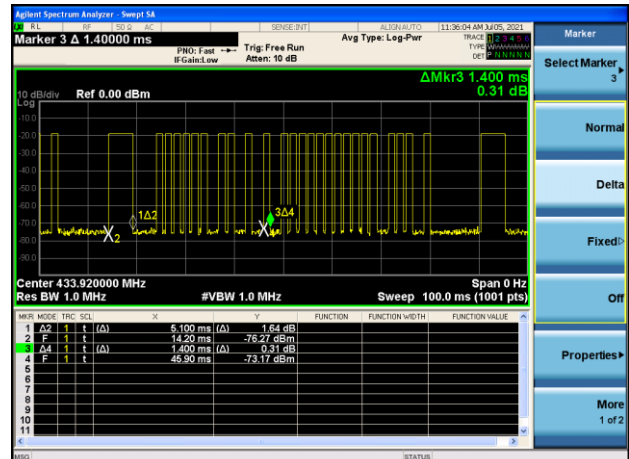 Agilent Spectrum Analyzer - Swept SA
RL RF 50 Ω AC SENSE:INT ALIGN AUTO 11:36:04 AM Jul 05, 2021
Marker 3 Δ 1.40000 ms
PNO: Fast
IFGain:Low
Trig: Free Run
Atten: 10 dB
Avg Type: Log-Pwr
TRACE 1 2 3 4 5 6
TYPE
DET P N N N N N
ΔMkr3 1.400 ms
0.31 dB
10 dB/div Ref 0.00 dBm
Log
-10.0
-20.0
-30.0
-40.0
-50.0
-60.0
-70.0
-80.0
-90.0
1Δ2
2
3Δ4
Center 433.920000 MHz Span 0 Hz
Res BW 1.0 MHz #VBW 1.0 MHz Sweep 100.0 ms (1001 pts)
MKR MODE TRC SCL X Y FUNCTION FUNCTION WIDTH FUNCTION VALUE
1 Δ2 1 t (Δ) 5.100 ms (Δ) 1.64 dB
2 F 1 t 14.20 ms -76.27 dBm
3 Δ4 1 t (Δ) 1.400 ms (Δ) 0.31 dB
4 F 1 t 45.90 ms -73.17 dBm
5
6
7
8
9
10
11
MSG STATUS
Marker
Select Marker
3
Normal
Delta
Fixed
Off
Properties
More
1 of 2